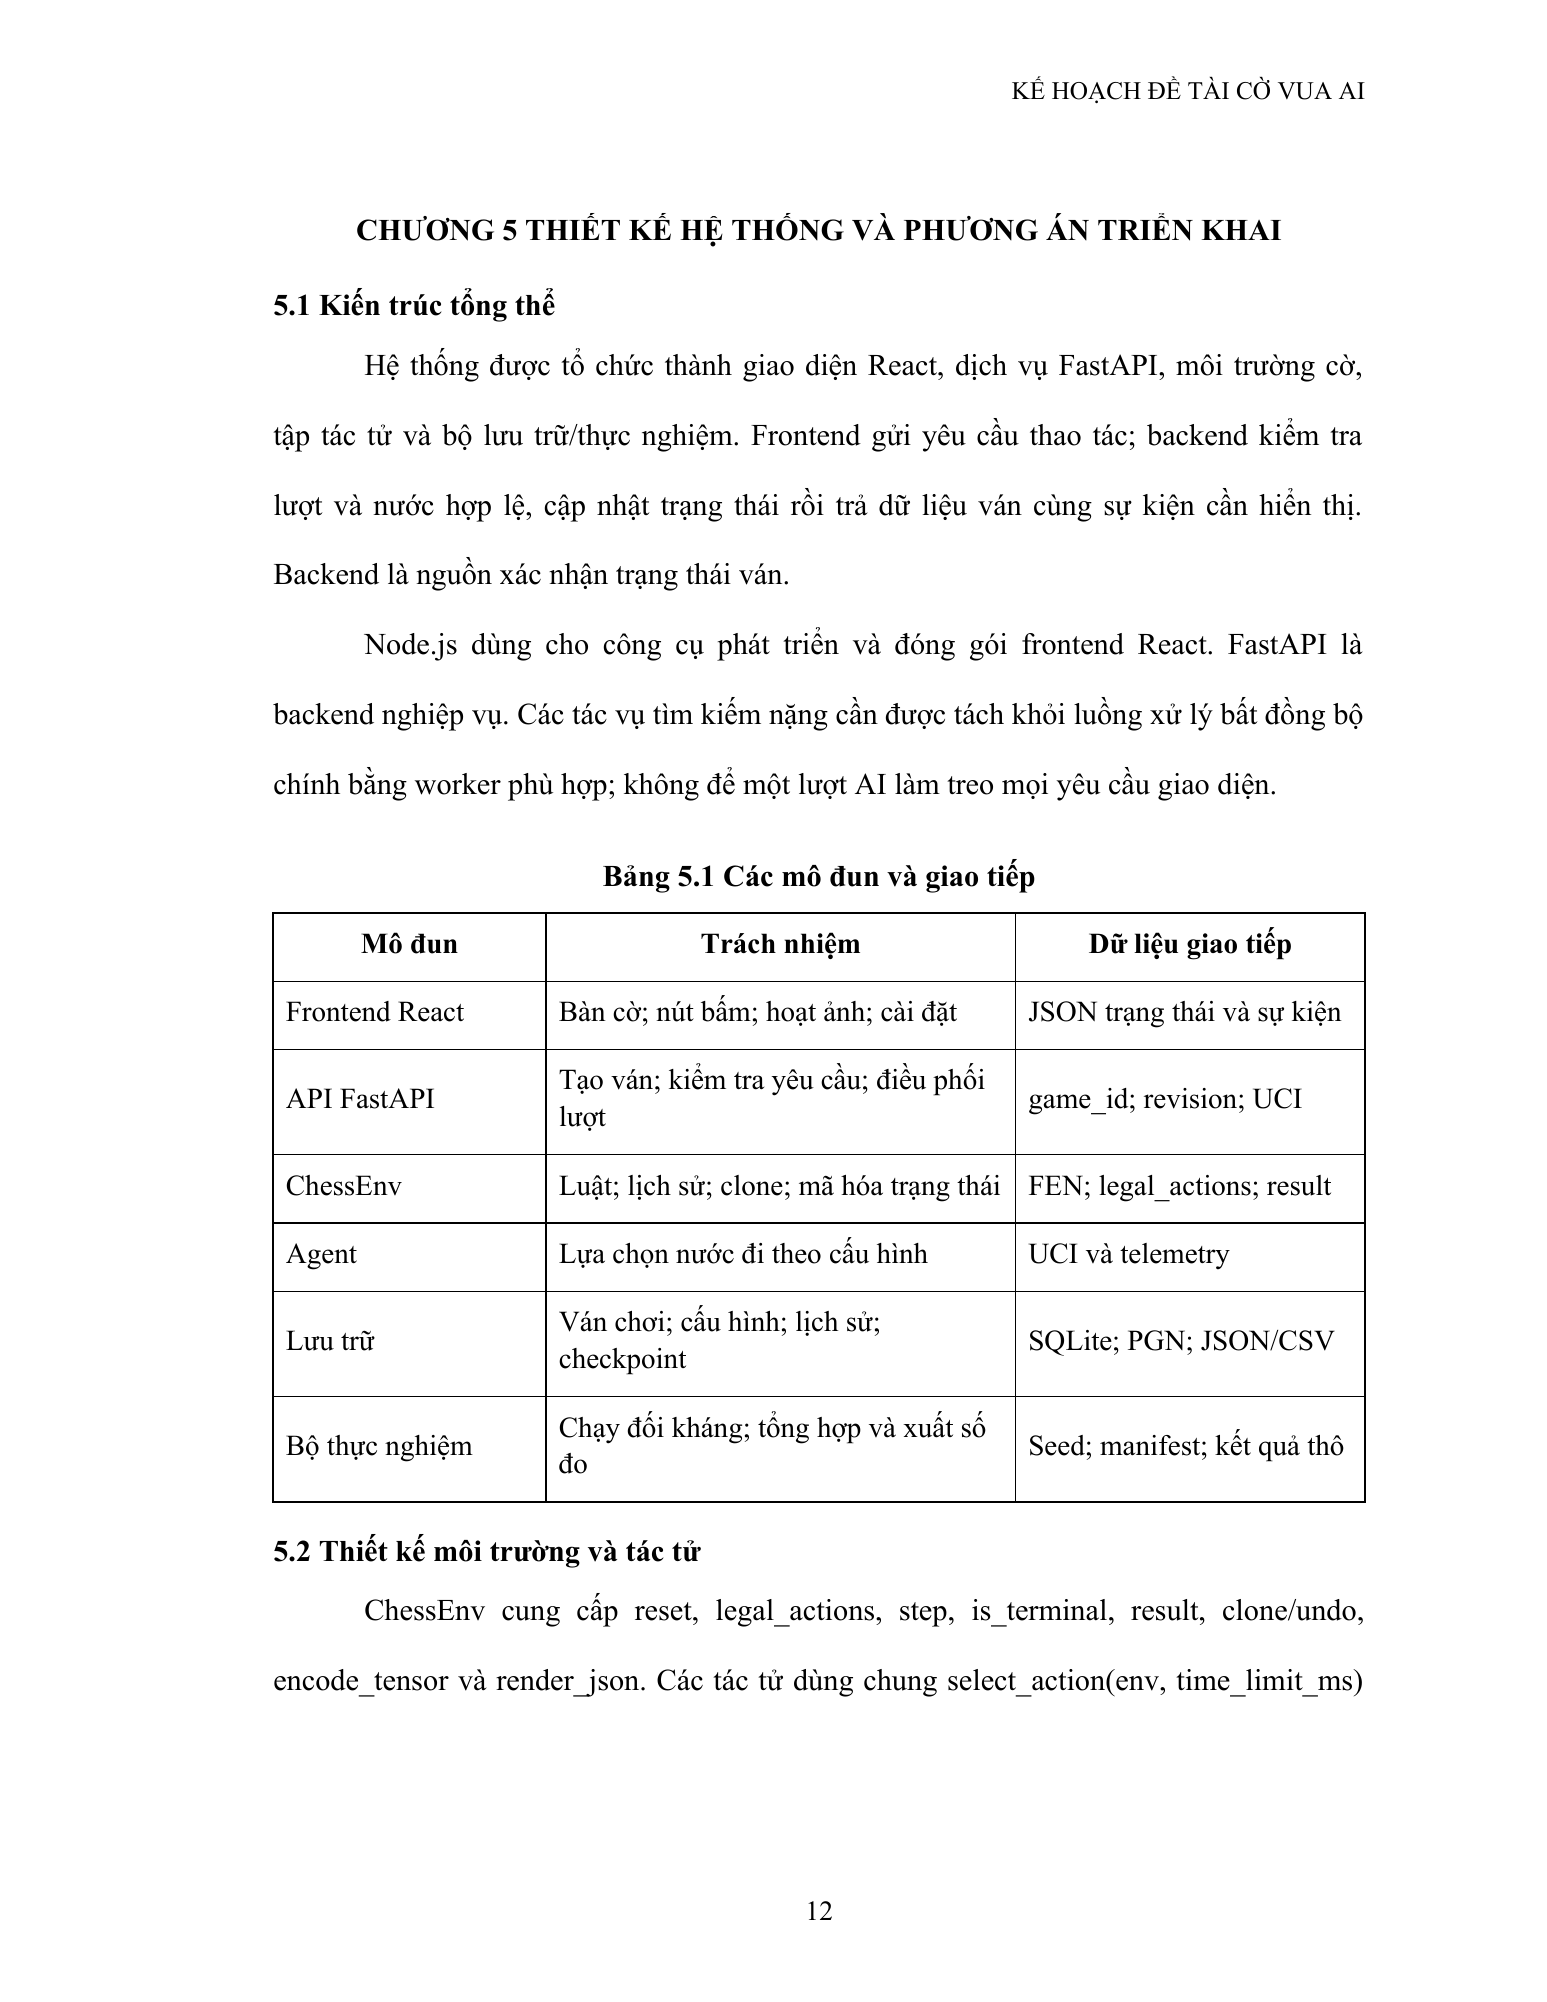 KẾ HOẠCH ĐỀ TÀI CỜ VUA AI
CHƯƠNG 5 THIẾT KẾ HỆ THỐNG VÀ PHƯƠNG ÁN TRIỂN KHAI
5.1 Kiến trúc tổng thể
Hệ thống được tổ chức thành giao diện React, dịch vụ FastAPI, môi trường cờ,
tập tác tử và bộ lưu trữ/thực nghiệm. Frontend gửi yêu cầu thao tác; backend kiểm tra
lượt và nước hợp lệ, cập nhật trạng thái rồi trả dữ liệu ván cùng sự kiện cần hiển thị.
Backend là nguồn xác nhận trạng thái ván.
Node.js dùng cho công cụ phát triển và đóng gói frontend React. FastAPI là
backend nghiệp vụ. Các tác vụ tìm kiếm nặng cần được tách khỏi luồng xử lý bất đồng bộ
chính bằng worker phù hợp; không để một lượt AI làm treo mọi yêu cầu giao diện.
Bảng 5.1 Các mô đun và giao tiếp
Mô đun Trách nhiệm Dữ liệu giao tiếp
Frontend React Bàn cờ; nút bấm; hoạt ảnh; cài đặt JSON trạng thái và sự kiện
API FastAPI Tạo ván; kiểm tra yêu cầu; điều phối
lượt game_id; revision; UCI
ChessEnv Luật; lịch sử; clone; mã hóa trạng thái FEN; legal_actions; result
Agent Lựa chọn nước đi theo cấu hình UCI và telemetry
Lưu trữ Ván chơi; cấu hình; lịch sử;
checkpoint SQLite; PGN; JSON/CSV
Bộ thực nghiệm Chạy đối kháng; tổng hợp và xuất số
đo Seed; manifest; kết quả thô
5.2 Thiết kế môi trường và tác tử
ChessEnv cung cấp reset, legal_actions, step, is_terminal, result, clone/undo,
encode_tensor và render_json. Các tác tử dùng chung select_action(env, time_limit_ms)
12